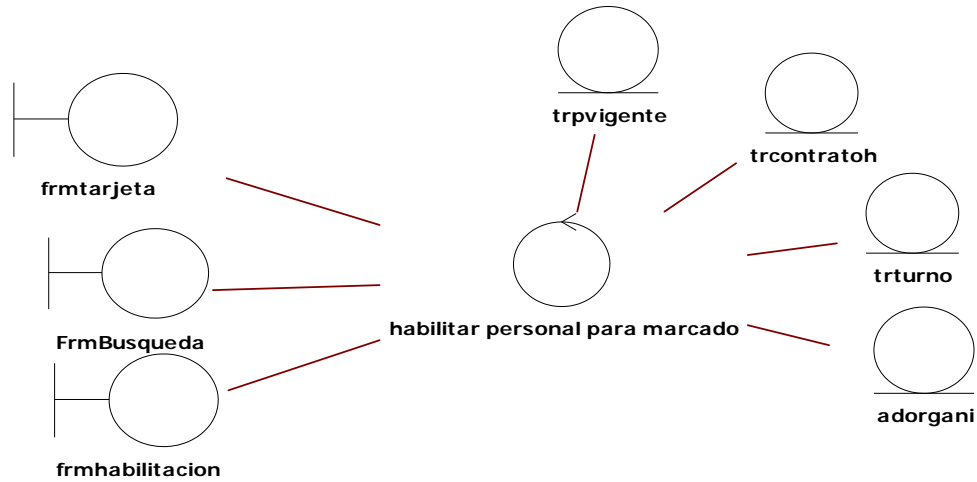 trpvigente
trcontratoh
frmtarjeta
trturno
habilitar personal para marcado
FrmBusqueda
adorgani
frmhabilitacion